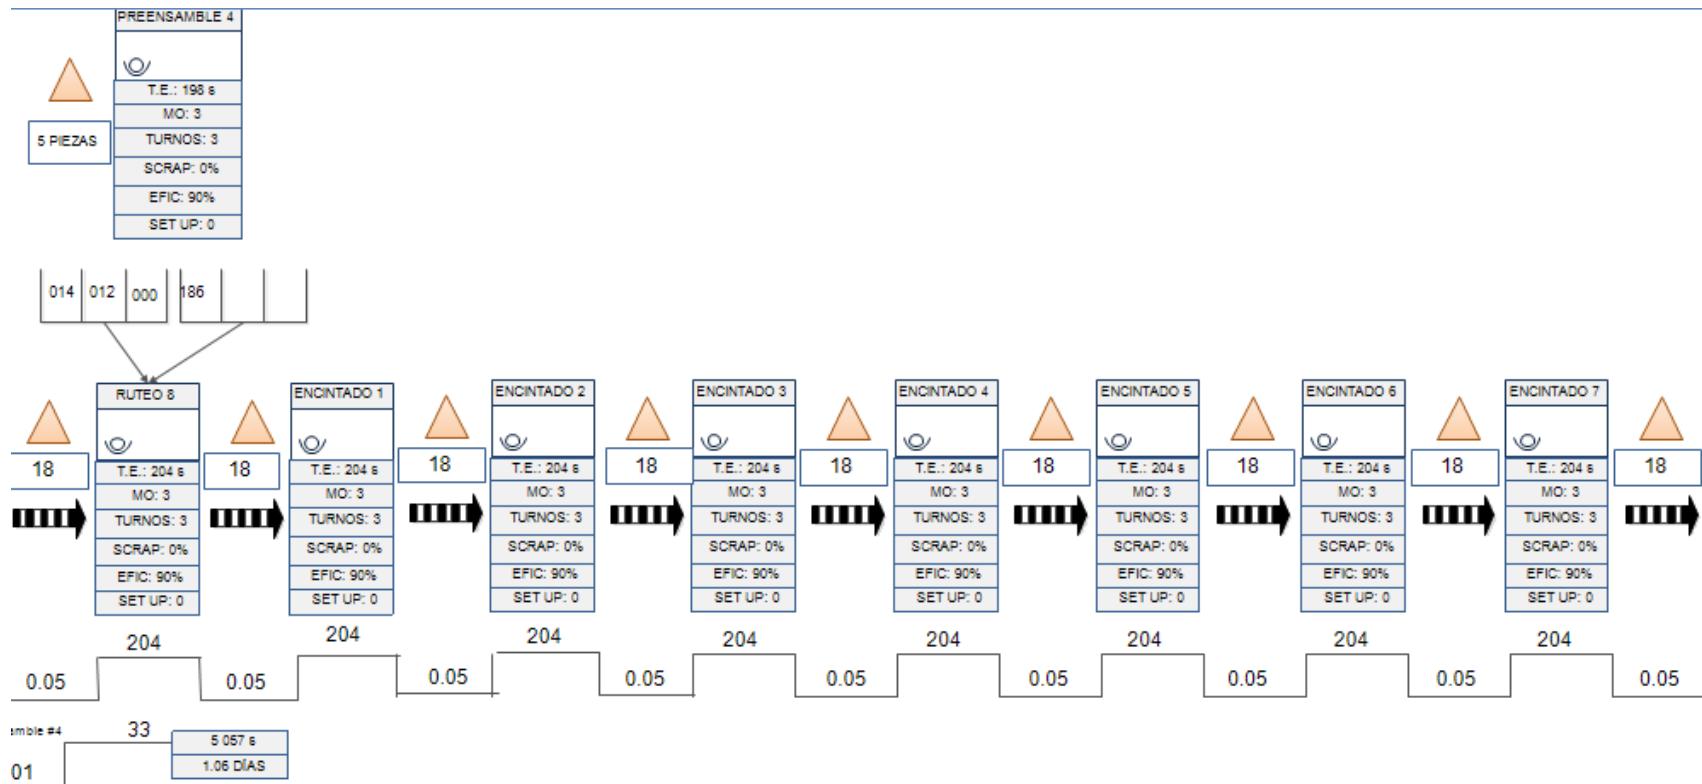 PREENSAMBLE 4
T.E.: 198 s
MO: 3
5 PIEZAS
TURNOS: 3
SCRAP: 0%
EFIC: 90%
SET UP: 0
014 012 000 186
RUTEO 8 ENCINTADO 1 ENCINTADO 2 ENCINTADO 3 ENCINTADO 4 ENCINTADO 5 ENCINTADO 6 ENCINTADO 7
18 18 18 18 18 18 18 18 18
T.E.: 204 s T.E.: 204 s T.E.: 204 s T.E.: 204 s T.E.: 204 s T.E.: 204 s T.E.: 204 s T.E.: 204 s
MO: 3 MO: 3 MO: 3 MO: 3 MO: 3 MO: 3 MO: 3 MO: 3
TURNOS: 3 TURNOS: 3 TURNOS: 3 TURNOS: 3 TURNOS: 3 TURNOS: 3 TURNOS: 3 TURNOS: 3
SCRAP: 0% SCRAP: 0% SCRAP: 0% SCRAP: 0% SCRAP: 0% SCRAP: 0% SCRAP: 0% SCRAP: 0%
EFIC: 90% EFIC: 90% EFIC: 90% EFIC: 90% EFIC: 90% EFIC: 90% EFIC: 90% EFIC: 90%
SET UP: 0 SET UP: 0 SET UP: 0 SET UP: 0 SET UP: 0 SET UP: 0 SET UP: 0 SET UP: 0
204 204 204 204 204 204 204 204
0.05 0.05 0.05 0.05 0.05 0.05 0.05 0.05 0.05
amble #4 33 5 057 s
01 1.06 DÍAS